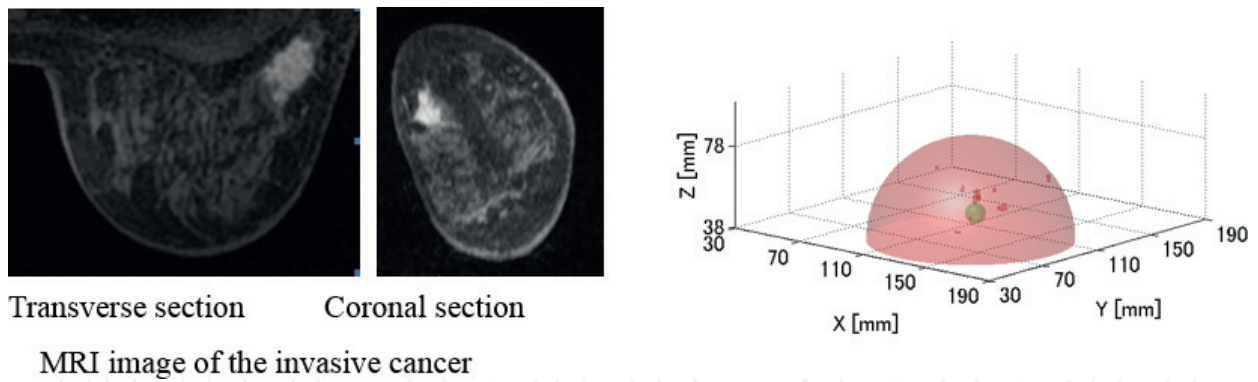 Transverse section
Coronal section
MRI image of the invasive cancer
Z [mm]
78
38
30
70
110
150
190
X [mm]
30
70
110
150
190
Y [mm]